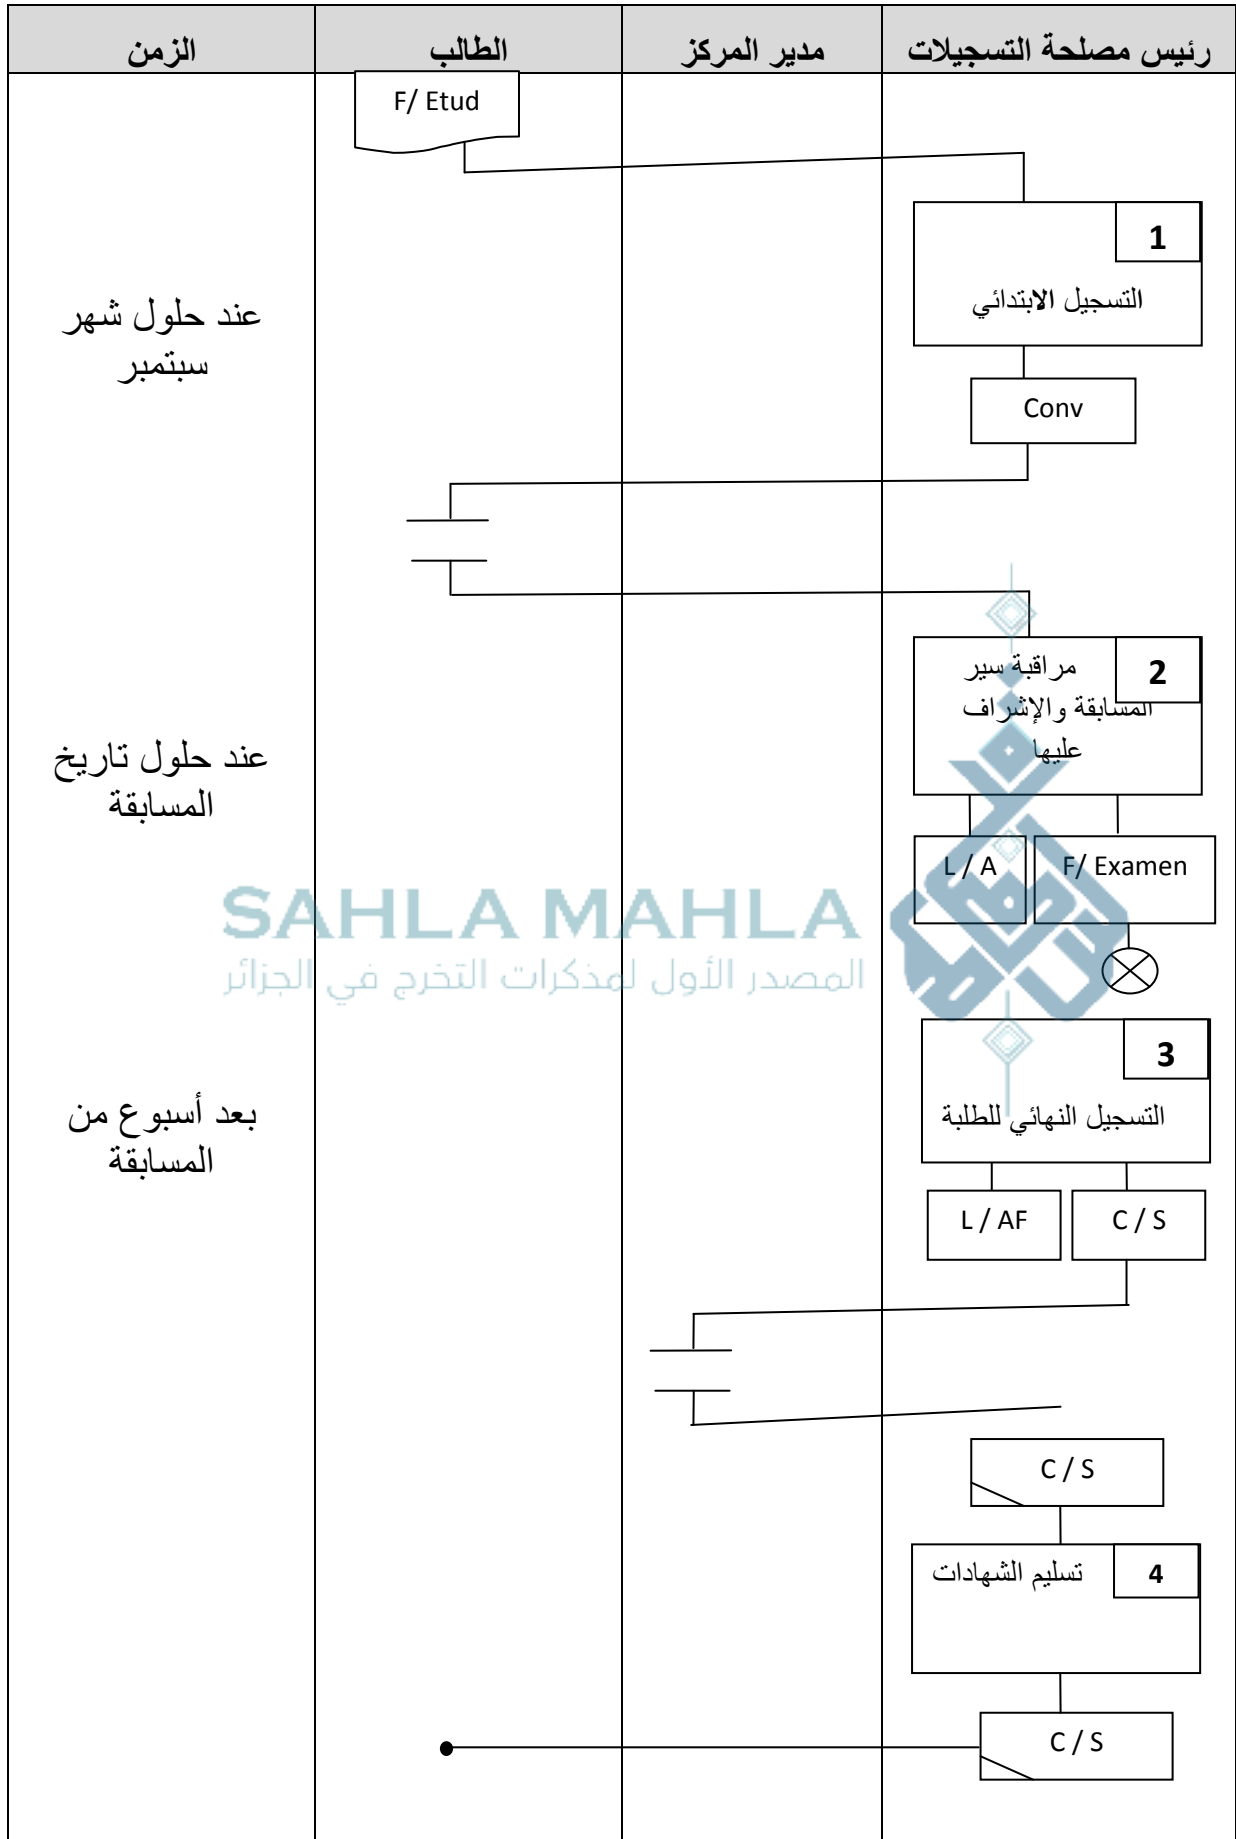 رئيس مصلحة التسجيلات
مدير المركز
الطالب
الزمن
F/ Etud
1
التسجيل الابتدائي
عند حلول شهر
سبتمبر
Conv
2
مراقبة سير
المسابقة والإشراف
عليها
عند حلول تاريخ
المسابقة
L / A
F/ Examen
SAHLA MAHLA
المصدر الأول لمذكرات التخرج في الجزائر
3
التسجيل النهائي للطلبة
بعد أسبوع من
المسابقة
L / AF
C / S
C / S
4
تسليم الشهادات
C / S